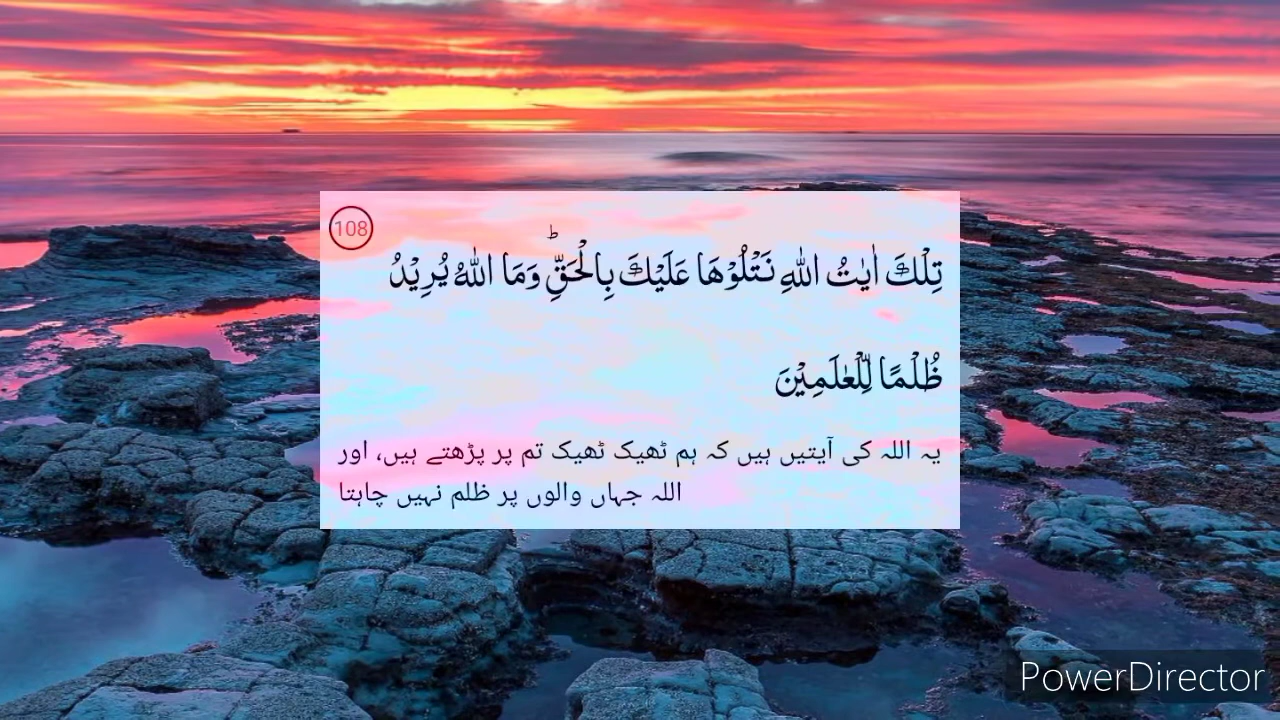 108
تِلْكَ اٰیٰتُ اللّٰهِ نَتْلُوْهَا عَلَیْكَ بِالْحَقِّؕ وَمَا اللّٰهُ یُرِیْدُ
ظُلْمًا لِّلْعٰلَمِیْنَ
یہ اللہ کی آیتیں ہیں کہ ہم ٹھیک ٹھیک تم پر پڑھتے ہیں، اور
اللہ جہاں والوں پر ظلم نہیں چاہتا
PowerDirector